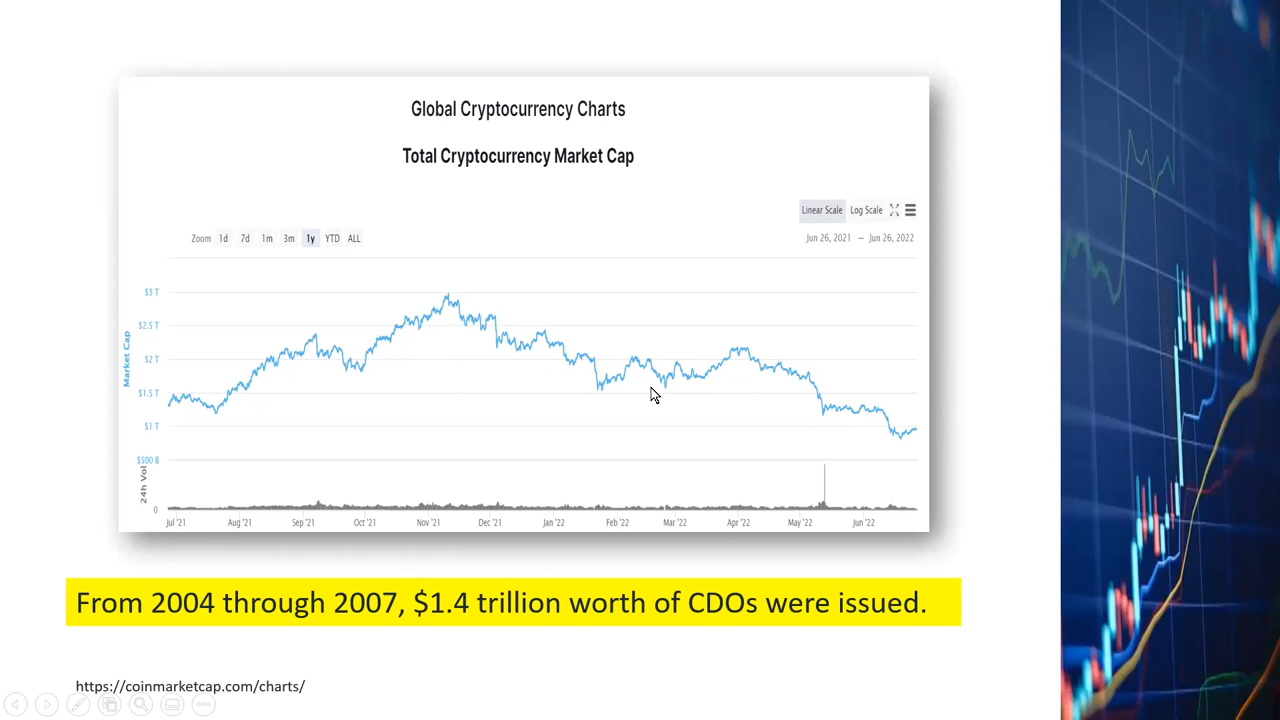 Global Cryptocurrency Charts
Total Cryptocurrency Market Cap
Linear Scale Log Scale
Zoom 1d 7d 1m 3m 1y YTD ALL
Jun 26, 2021 → Jun 26, 2022
$3 T
$2.5 T
$2 T
$1.5 T
$1 T
$500 B
0
Market Cap
24h Vol
Jul '21 Aug '21 Sep '21 Oct '21 Nov '21 Dec '21 Jan '22 Feb '22 Mar '22 Apr '22 May '22 Jun '22
From 2004 through 2007, $1.4 trillion worth of CDOs were issued.
https://coinmarketcap.com/charts/